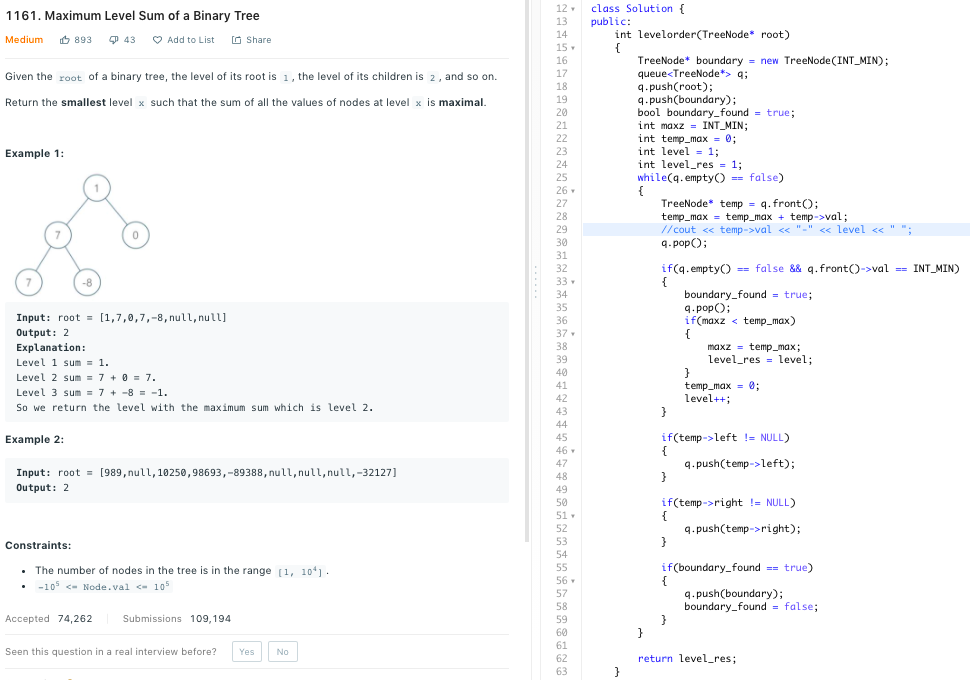 1161. Maximum Level Sum of a Binary Tree
Medium 893 43 Add to List Share
Given the root of a binary tree, the level of its root is 1, the level of its children is 2, and so on.
Return the smallest level x such that the sum of all the values of nodes at level x is maximal.
Example 1:
1
7 0
7 -8
Input: root = [1,7,0,7,-8,null,null]
Output: 2
Explanation:
Level 1 sum = 1.
Level 2 sum = 7 + 0 = 7.
Level 3 sum = 7 + -8 = -1.
So we return the level with the maximum sum which is level 2.
Example 2:
Input: root = [989,null,10250,98693,-89388,null,null,null,-32127]
Output: 2
Constraints:
• The number of nodes in the tree is in the range [1, 10⁴].
• -10⁵ <= Node.val <= 10⁵
Accepted 74,262 Submissions 109,194
Seen this question in a real interview before? Yes No
12 class Solution {
13 public:
14     int levelorder(TreeNode* root)
15     {
16         TreeNode* boundary = new TreeNode(INT_MIN);
17         queue<TreeNode*> q;
18         q.push(root);
19         q.push(boundary);
20         bool boundary_found = true;
21         int maxz = INT_MIN;
22         int temp_max = 0;
23         int level = 1;
24         int level_res = 1;
25         while(q.empty() == false)
26         {
27             TreeNode* temp = q.front();
28             temp_max = temp_max + temp->val;
29             //cout << temp->val << "-" << level << " ";
30             q.pop();
31
32             if(q.empty() == false && q.front()->val == INT_MIN)
33             {
34                 boundary_found = true;
35                 q.pop();
36                 if(maxz < temp_max)
37                 {
38                     maxz = temp_max;
39                     level_res = level;
40                 }
41                 temp_max = 0;
42                 level++;
43             }
44
45             if(temp->left != NULL)
46             {
47                 q.push(temp->left);
48             }
49
50             if(temp->right != NULL)
51             {
52                 q.push(temp->right);
53             }
54
55             if(boundary_found == true)
56             {
57                 q.push(boundary);
58                 boundary_found = false;
59             }
60         }
61
62         return level_res;
63     }